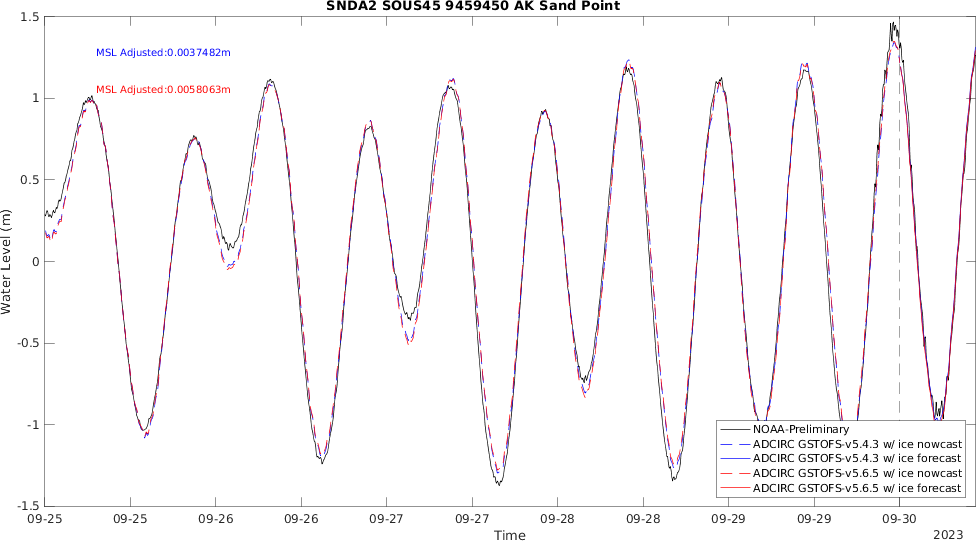 SNDA2 SOUS45 9459450 AK Sand Point
1.5
MSL Adjusted:0.0037482m
MSL Adjusted:0.0058063m
1
0.5
0
-0.5
-1
-1.5
Water Level (m)
NOAA-Preliminary
ADCIRC GSTOFS-v5.4.3 w/ ice nowcast
ADCIRC GSTOFS-v5.4.3 w/ ice forecast
ADCIRC GSTOFS-v5.6.5 w/ ice nowcast
ADCIRC GSTOFS-v5.6.5 w/ ice forecast
09-25 09-25 09-26 09-26 09-27 09-27 09-28 09-28 09-29 09-29 09-30
Time
2023